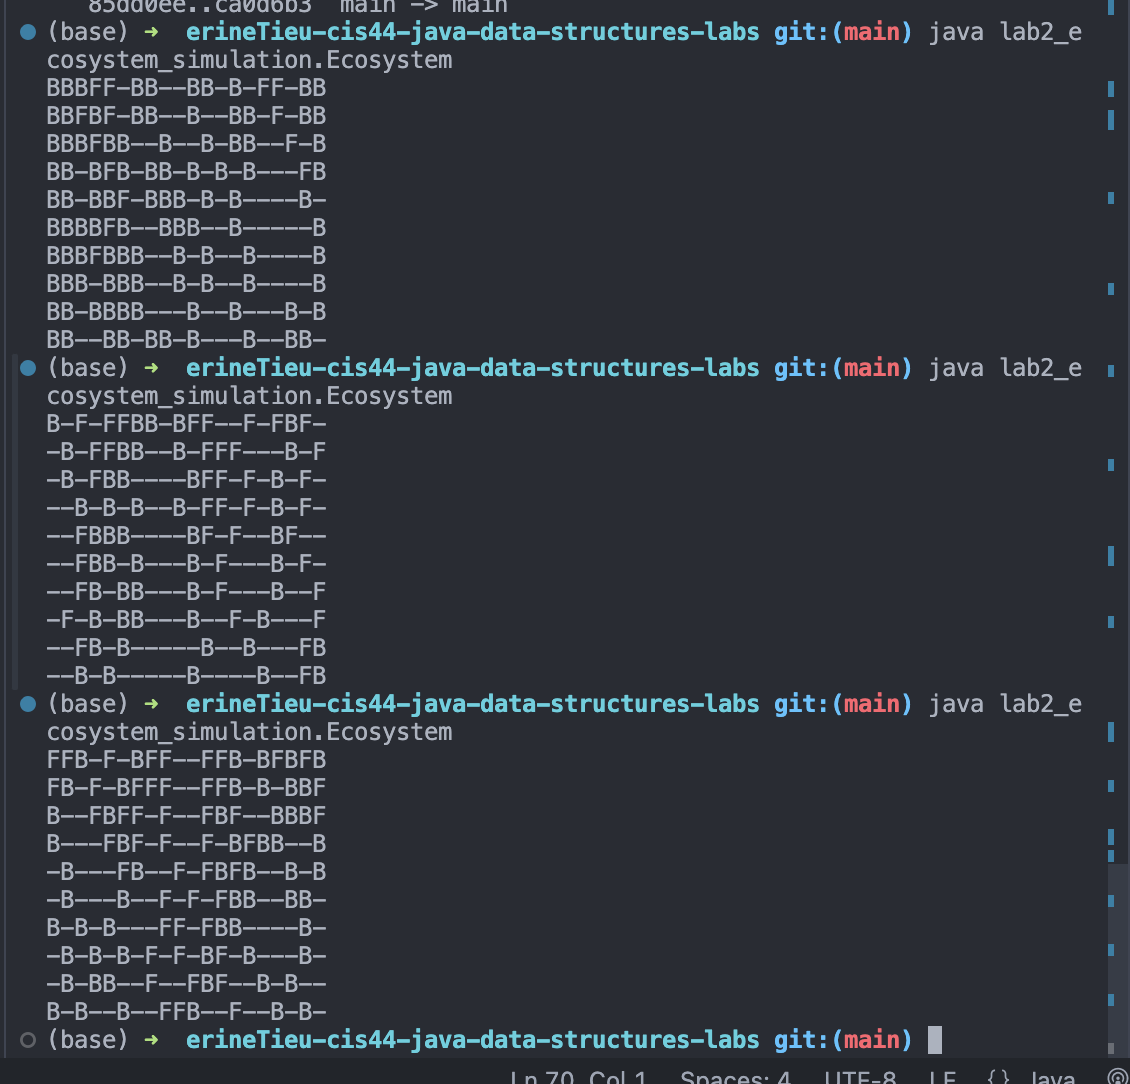 85dd0ee..ca0d6b3  main -> main
(base) ➜  erineTieu-cis44-java-data-structures-labs git:(main) java lab2_e
cosystem_simulation.Ecosystem
BBBFF-BB--BB-B-FF-BB
BBFBF-BB--B--BB-F-BB
BBBFBB--B--B-BB--F-B
BB-BFB-BB-B-B-B---FB
BB-BBF-BBB-B-B----B-
BBBBFB--BBB--B-----B
BBBFBBB--B-B--B----B
BBB-BBB--B-B--B----B
BB-BBBB---B--B---B-B
BB--BB-BB-B---B--BB-
(base) ➜  erineTieu-cis44-java-data-structures-labs git:(main) java lab2_e
cosystem_simulation.Ecosystem
B-F-FFBB-BFF--F-FBF-
-B-FFBB--B-FFF---B-F
-B-FBB----BFF-F-B-F-
--B-B-B--B-FF-F-B-F-
--FBBB----BF-F--BF--
--FBB-B---B-F---B-F-
--FB-BB---B-F---B--F
-F-B-BB---B--F-B---F
--FB-B-----B--B---FB
--B-B-----B----B--FB
(base) ➜  erineTieu-cis44-java-data-structures-labs git:(main) java lab2_e
cosystem_simulation.Ecosystem
FFB-F-BFF--FFB-BFBFB
FB-F-BFFF--FFB-B-BBF
B--FBFF-F--FBF--BBBF
B---FBF-F--F-BFBB--B
-B---FB--F-FBFB--B-B
-B---B--F-F-FBB--BB-
B-B-B---FF-FBB----B-
-B-B-B-F-F-BF-B---B-
-B-BB--F--FBF--B-B--
B-B--B--FFB--F--B-B-
(base) ➜  erineTieu-cis44-java-data-structures-labs git:(main)
Ln 70, Col 1 Spaces: 4 UTF-8 LF {} Java